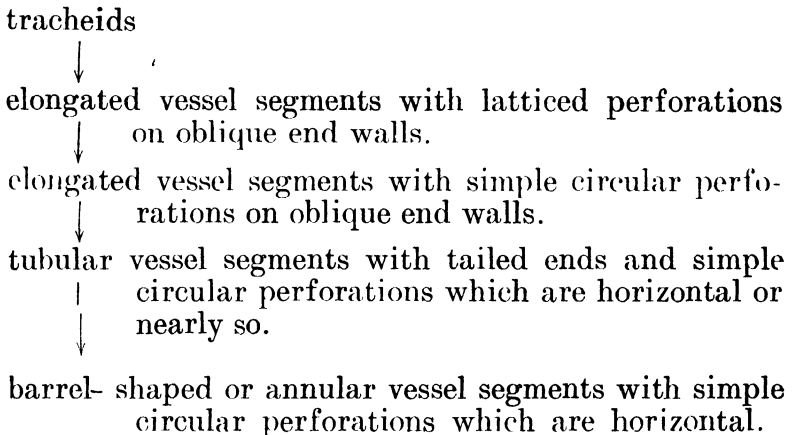 tracheids
elongated vessel segments with latticed perforations
on oblique end walls.
elongated vessel segments with simple circular perfo-
rations on oblique end walls.
tubular vessel segments with tailed ends and simple
circular perforations which are horizontal or
nearly so.
barrel- shaped or annular vessel segments with simple
circular perforations which are horizontal.